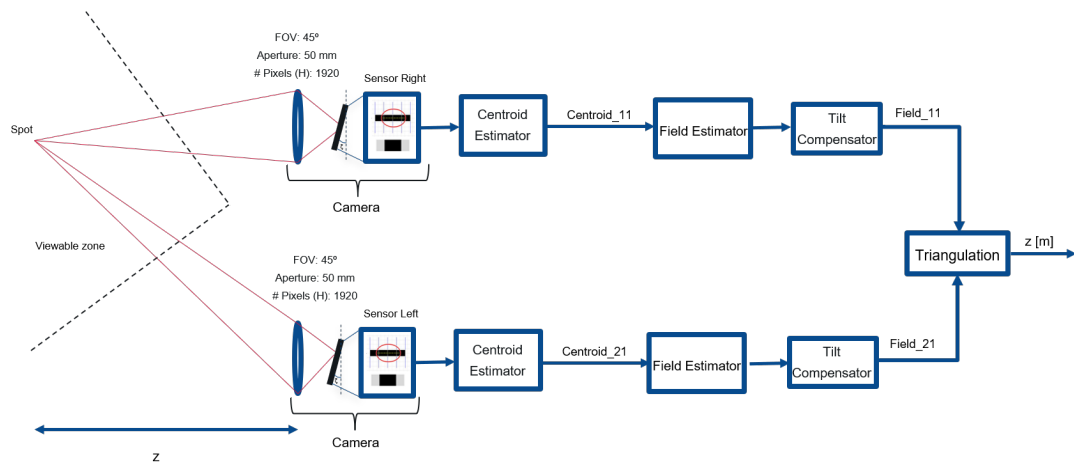 FOV: 45º
Aperture: 50 mm
# Pixels (H): 1920
Sensor Right
Spot
Centroid
Estimator
Centroid_11
Field Estimator
Tilt
Compensator
Field_11
Camera
Viewable zone
Triangulation
z [m]
FOV: 45º
Aperture: 50 mm
# Pixels (H): 1920
Sensor Left
Centroid
Estimator
Centroid_21
Field Estimator
Tilt
Compensator
Field_21
Camera
z